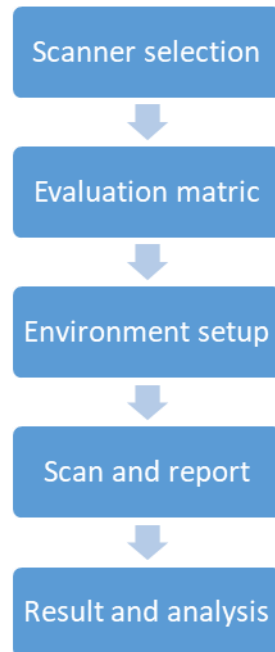 Scanner selection
Evaluation matric
Environment setup
Scan and report
Result and analysis